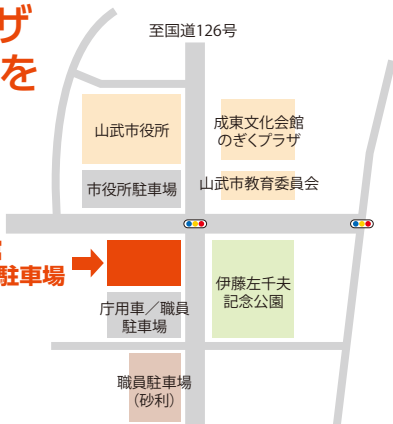 ザ
を
至国道126号
山武市役所
成東文化会館
のぎくプラザ
市役所駐車場
山武市教育委員会
駐車場
伊藤左千夫
記念公園
庁用車／職員
駐車場
職員駐車場
（砂利）